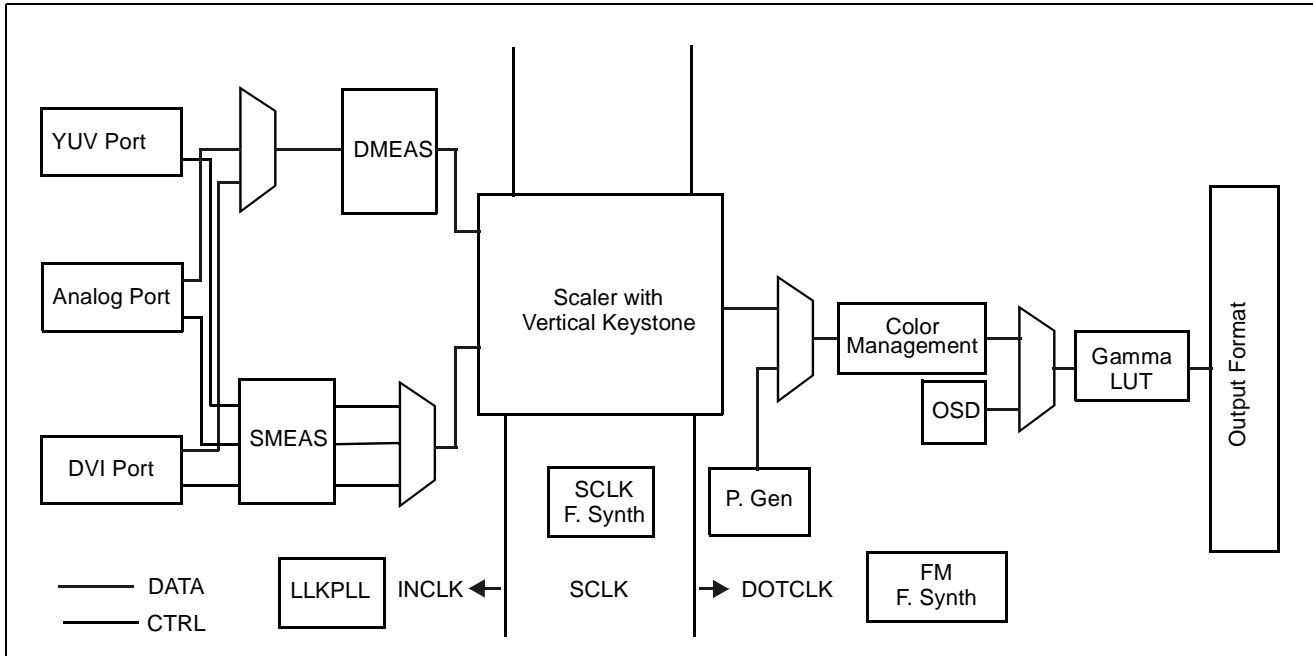 YUV Port
DMEAS
Analog Port
Scaler with
Vertical Keystone
Color
Management
Gamma
LUT
Output Format
OSD
DVI Port
SMEAS
SCLK
F. Synth
P. Gen
DATA
CTRL
LLKPLL
INCLK
SCLK
DOTCLK
FM
F. Synth